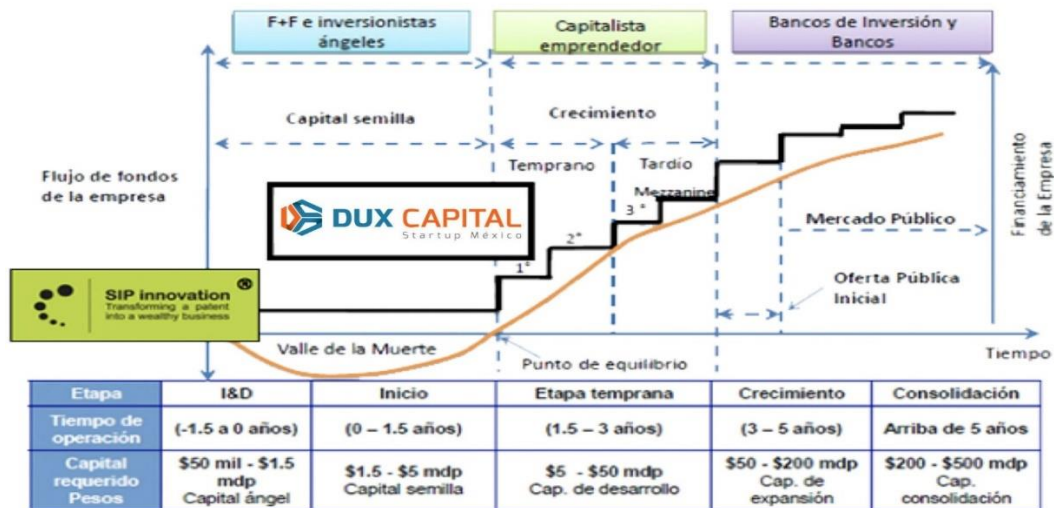 F+F e inversionistas
ángeles
Capitalista
emprendedor
Bancos de Inversión y
Bancos
Capital semilla
Crecimiento
Temprano
Tardío
Mezzanine
Flujo de fondos
de la empresa
DUX CAPITAL
Startup México
1°
2°
3°
Mercado Público
Financiamiento
de la Empresa
SIP innovation ®
Transforming a patent
into a wealthy business
Oferta Pública
Inicial
Valle de la Muerte
Punto de equilibrio
Tiempo
Etapa
I&D
Inicio
Etapa temprana
Crecimiento
Consolidación
Tiempo de
operación
(-1.5 a 0 años)
(0 – 1.5 años)
(1.5 – 3 años)
(3 – 5 años)
Arriba de 5 años
Capital
requerido
Pesos
$50 mil - $1.5
mdp
Capital ángel
$1.5 - $5 mdp
Capital semilla
$5 - $50 mdp
Cap. de desarrollo
$50 - $200 mdp
Cap. de
expansión
$200 - $500 mdp
Cap.
consolidación